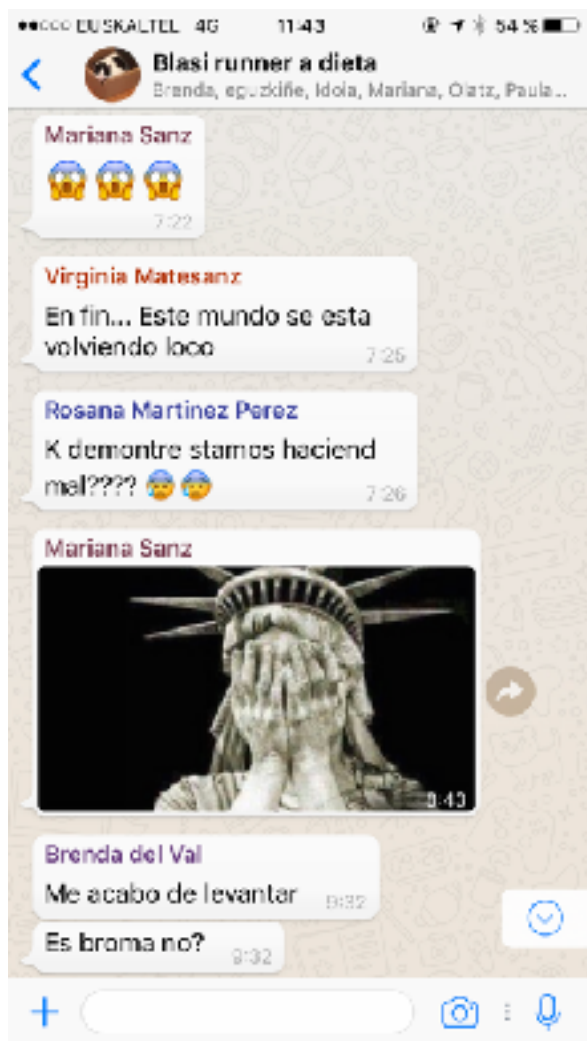 EUSKALTEL 4G 11:43 54 %
Blasi runner a dieta
Brenda, eguzkiñe, Idoia, Mariana, Olatz, Paula...
Mariana Sanz
7:22
Virginia Matesanz
En fin... Este mundo se esta
volviendo loco
7:25
Rosana Martinez Perez
K demontre stamos haciend
mal????
7:26
Mariana Sanz
8:43
Brenda del Val
Me acabo de levantar
9:32
Es broma no?
9:32